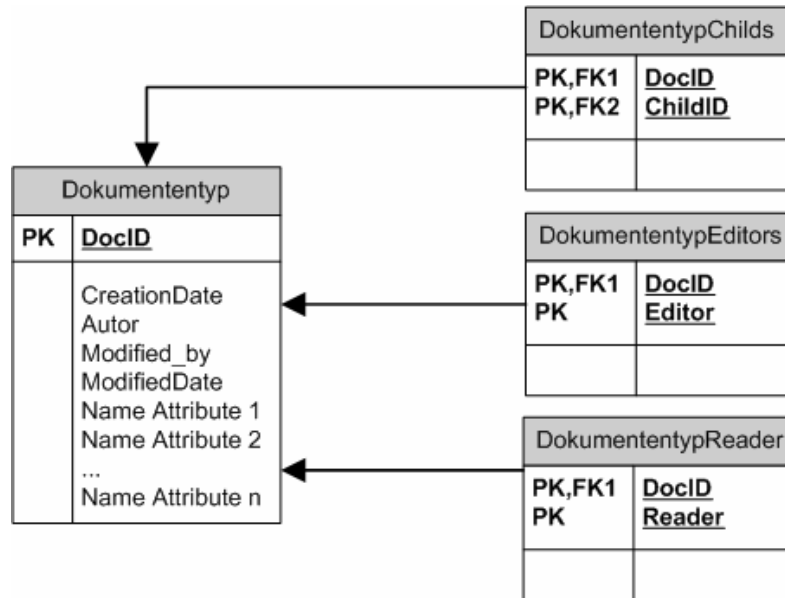 DokumententypChilds
PK,FK1 DocID
PK,FK2 ChildID
Dokumententyp
PK DocID
CreationDate
Autor
Modified_by
ModifiedDate
Name Attribute 1
Name Attribute 2
...
Name Attribute n
DokumententypEditors
PK,FK1 DocID
PK Editor
DokumententypReader
PK,FK1 DocID
PK Reader